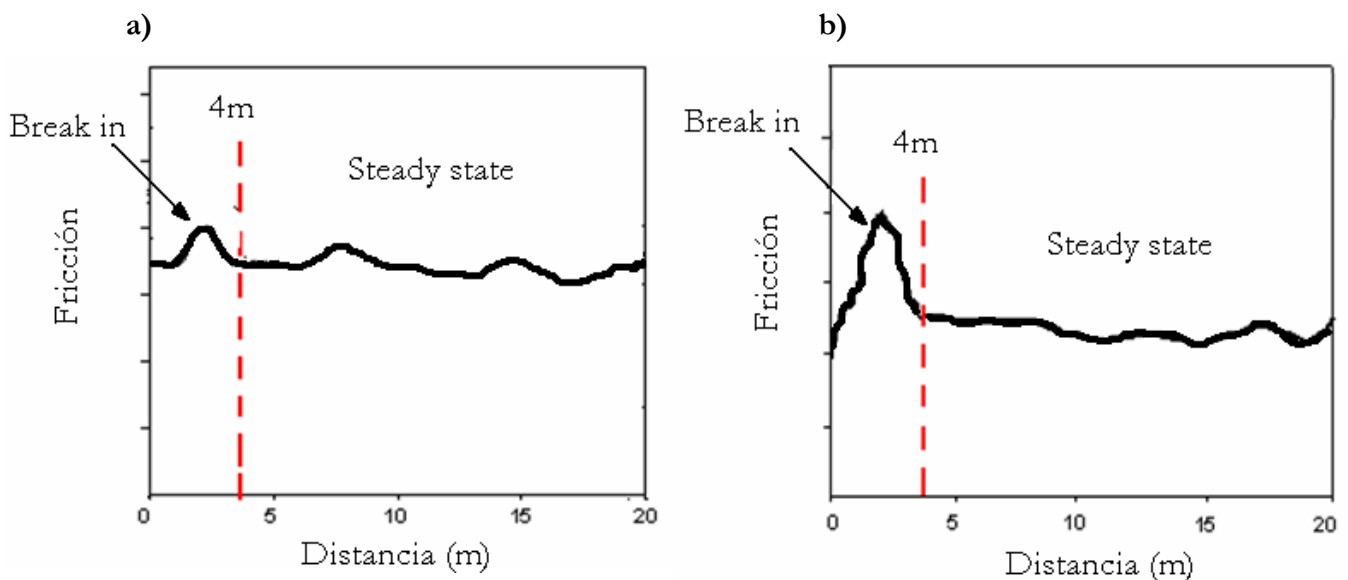 a)
4m
Break in
Steady state
Fricción
0 5 10 15 20
Distancia (m)
b)
Break in
4m
Steady state
Fricción
0 5 10 15 20
Distancia (m)